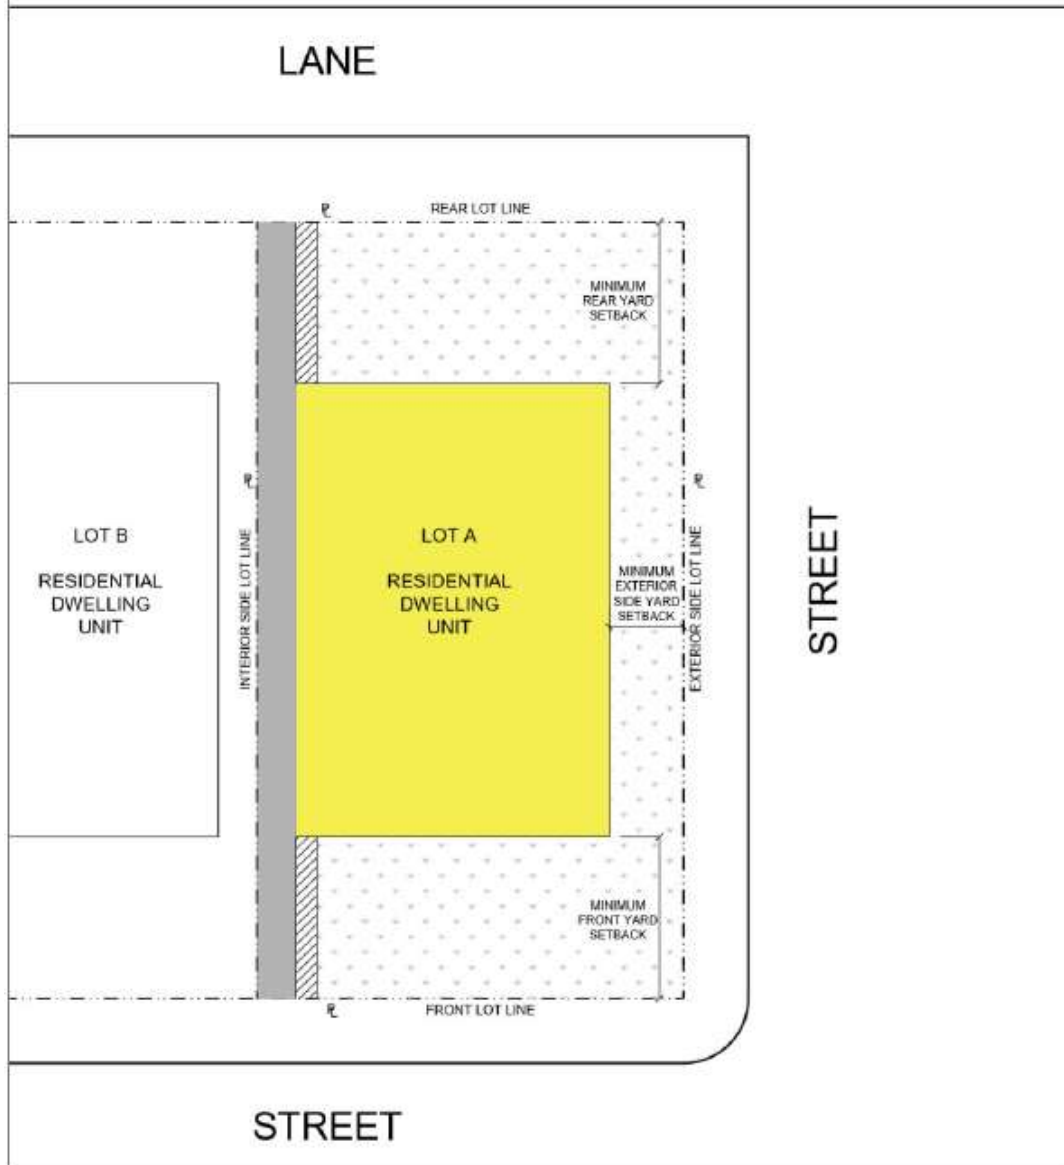 LANE
REAR LOT LINE
MINIMUM
REAR YARD
SETBACK
LOT B
RESIDENTIAL
DWELLING
UNIT
INTERIOR SIDE LOT LINE
LOT A
RESIDENTIAL
DWELLING
UNIT
MINIMUM
EXTERIOR
SIDE YARD
SETBACK
EXTERIOR SIDE LOT LINE
STREET
MINIMUM
FRONT YARD
SETBACK
FRONT LOT LINE
STREET